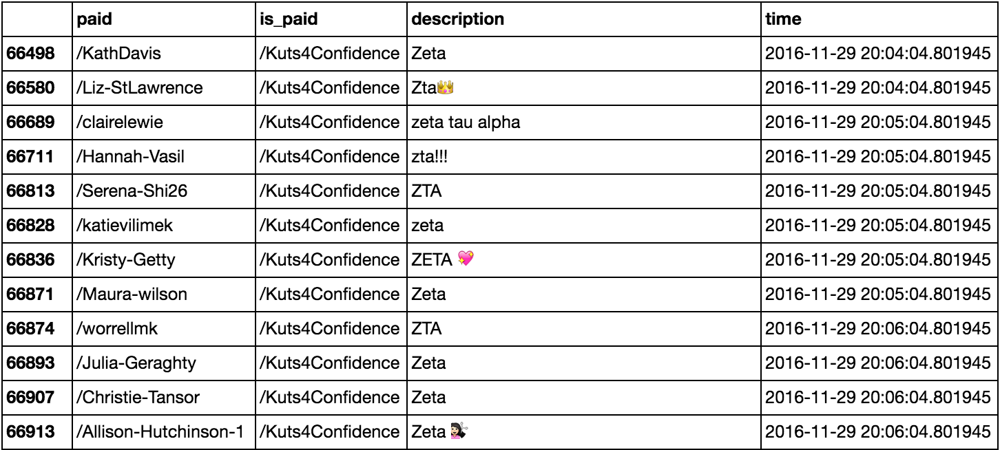 paid is_paid description time
66498 /KathDavis /Kuts4Confidence Zeta 2016-11-29 20:04:04.801945
66580 /Liz-StLawrence /Kuts4Confidence Zta👑 2016-11-29 20:04:04.801945
66689 /clairelewie /Kuts4Confidence zeta tau alpha 2016-11-29 20:05:04.801945
66711 /Hannah-Vasil /Kuts4Confidence zta!!! 2016-11-29 20:05:04.801945
66813 /Serena-Shi26 /Kuts4Confidence ZTA 2016-11-29 20:05:04.801945
66828 /katievilimek /Kuts4Confidence zeta 2016-11-29 20:05:04.801945
66836 /Kristy-Getty /Kuts4Confidence ZETA 💖 2016-11-29 20:05:04.801945
66871 /Maura-wilson /Kuts4Confidence Zeta 2016-11-29 20:05:04.801945
66874 /worrellmk /Kuts4Confidence ZTA 2016-11-29 20:06:04.801945
66893 /Julia-Geraghty /Kuts4Confidence Zeta 2016-11-29 20:06:04.801945
66907 /Christie-Tansor /Kuts4Confidence Zeta 2016-11-29 20:06:04.801945
66913 /Allison-Hutchinson-1 /Kuts4Confidence Zeta 💇🏻 2016-11-29 20:06:04.801945